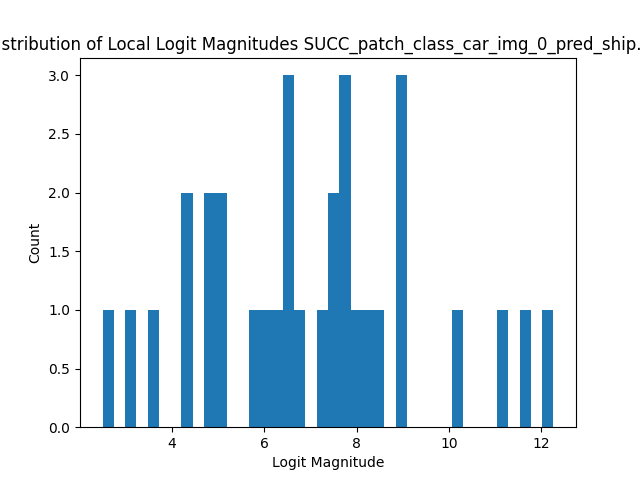 stribution of Local Logit Magnitudes SUCC_patch_class_car_img_0_pred_ship.
3.0
2.5
2.0
1.5
1.0
0.5
0.0
Count
4 6 8 10 12
Logit Magnitude